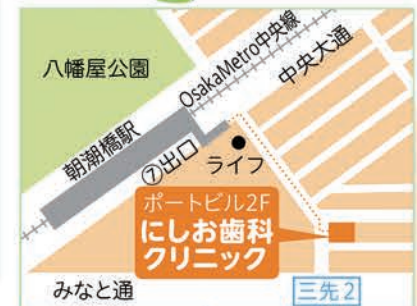 八幡屋公園
OsakaMetro中央線
中央大通
朝潮橋駅
⑦出口
ライフ
ポートビル2F
にしお歯科
クリニック
みなと通
三先2